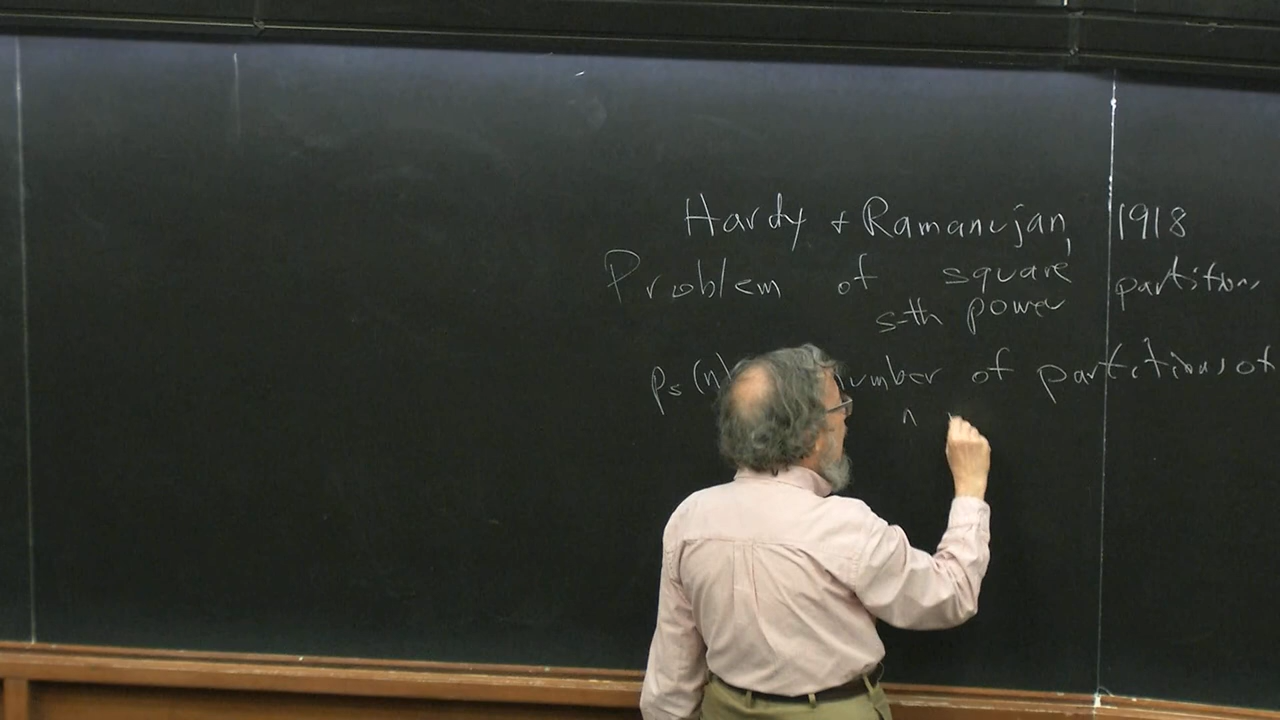 Hardy + Ramanujan, 1918
Problem of square partitions
s-th power
ps(n) number of partitions of
n